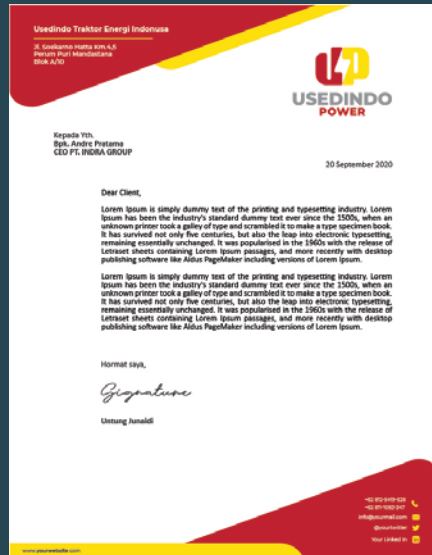 Usedindo Traktor Energi Indonusa
Jl. Soekarno Hatta Km.4,5
Perum Puri Mandastana
Blok A/10
USEDINDO
POWER
Kepada Yth.
Bpk. Andre Pratama
CEO PT. INDRA GROUP
20 September 2020
Dear Client,
Lorem Ipsum is simply dummy text of the printing and typesetting industry. Lorem
Ipsum has been the industry's standard dummy text ever since the 1500s, when an
unknown printer took a galley of type and scrambled it to make a type specimen book.
It has survived not only five centuries, but also the leap into electronic typesetting,
remaining essentially unchanged. It was popularised in the 1960s with the release of
Letraset sheets containing Lorem Ipsum passages, and more recently with desktop
publishing software like Aldus PageMaker including versions of Lorem Ipsum.
Lorem Ipsum is simply dummy text of the printing and typesetting industry. Lorem
Ipsum has been the industry's standard dummy text ever since the 1500s, when an
unknown printer took a galley of type and scrambled it to make a type specimen book.
It has survived not only five centuries, but also the leap into electronic typesetting,
remaining essentially unchanged. It was popularised in the 1960s with the release of
Letraset sheets containing Lorem Ipsum passages, and more recently with desktop
publishing software like Aldus PageMaker including versions of Lorem Ipsum.
Hormat saya,
Signature
Untung Junaidi
info@yourmail.com
@yourtwitter
Your Linked in
www.yourwebsite.com